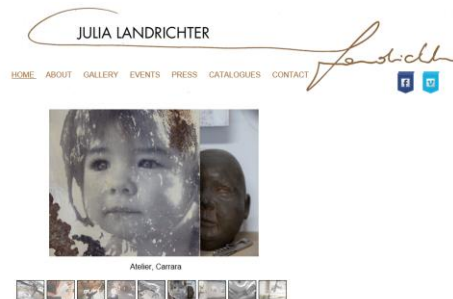 JULIA LANDRICHTER
HOME ABOUT GALLERY EVENTS PRESS CATALOGUES CONTACT
Atelier, Carrara